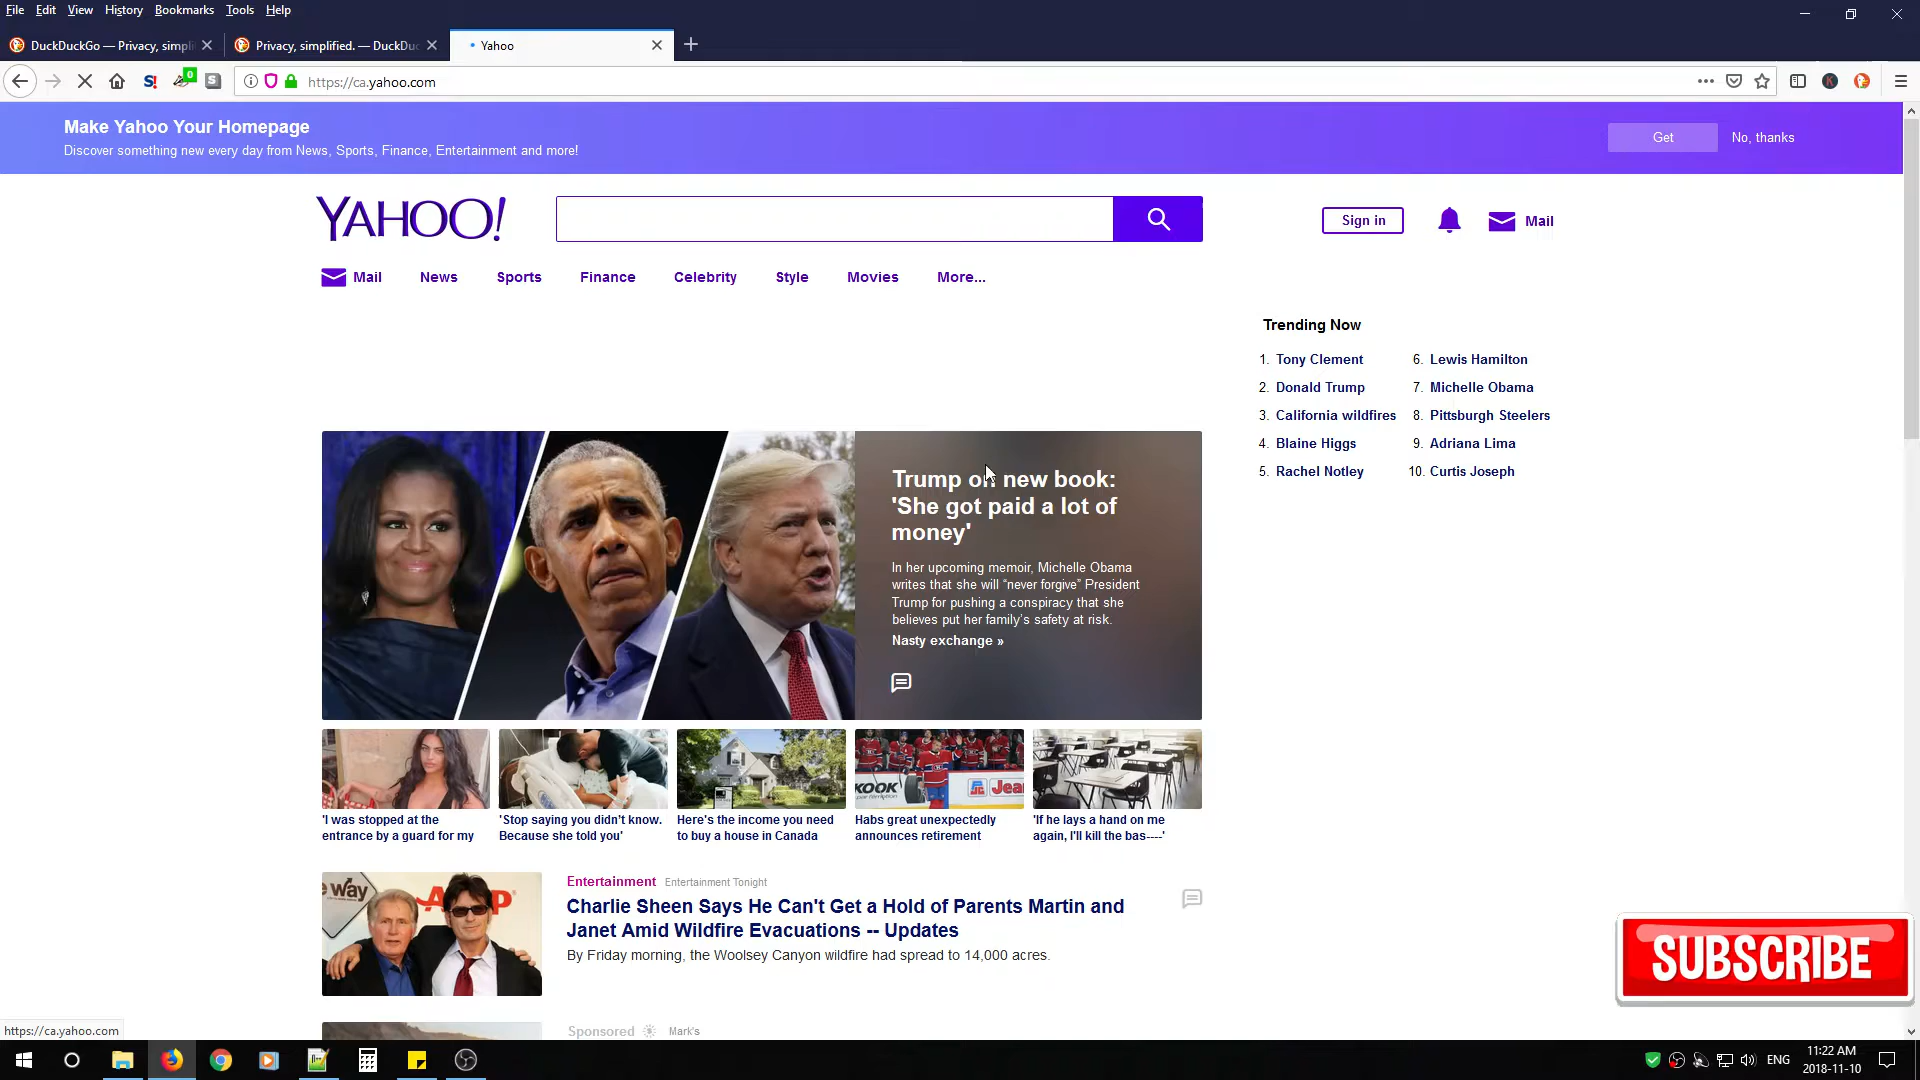 File Edit View History Bookmarks Tools Help
DuckDuckGo — Privacy, simpli
Privacy, simplified. — DuckDuc
Yahoo
S!
0
S
https://ca.yahoo.com
K
Make Yahoo Your Homepage
Discover something new every day from News, Sports, Finance, Entertainment and more!
Get
No, thanks
YAHOO!
Sign in
Mail
Mail News Sports Finance Celebrity Style Movies More...
Trending Now
1. Tony Clement
2. Donald Trump
3. California wildfires
4. Blaine Higgs
5. Rachel Notley
6. Lewis Hamilton
7. Michelle Obama
8. Pittsburgh Steelers
9. Adriana Lima
10. Curtis Joseph
Trump on new book:
'She got paid a lot of
money'
In her upcoming memoir, Michelle Obama
writes that she will “never forgive” President
Trump for pushing a conspiracy that she
believes put her family’s safety at risk.
Nasty exchange »
KOOK
Jea
'I was stopped at the
entrance by a guard for my
'Stop saying you didn’t know.
Because she told you'
Here's the income you need
to buy a house in Canada
Habs great unexpectedly
announces retirement
'If he lays a hand on me
again, I'll kill the bas----'
e way
Entertainment Entertainment Tonight
Charlie Sheen Says He Can't Get a Hold of Parents Martin and
Janet Amid Wildfire Evacuations -- Updates
By Friday morning, the Woolsey Canyon wildfire had spread to 14,000 acres.
SUBSCRIBE
Sponsored Mark's
https://ca.yahoo.com
ENG
11:22 AM
2018-11-10